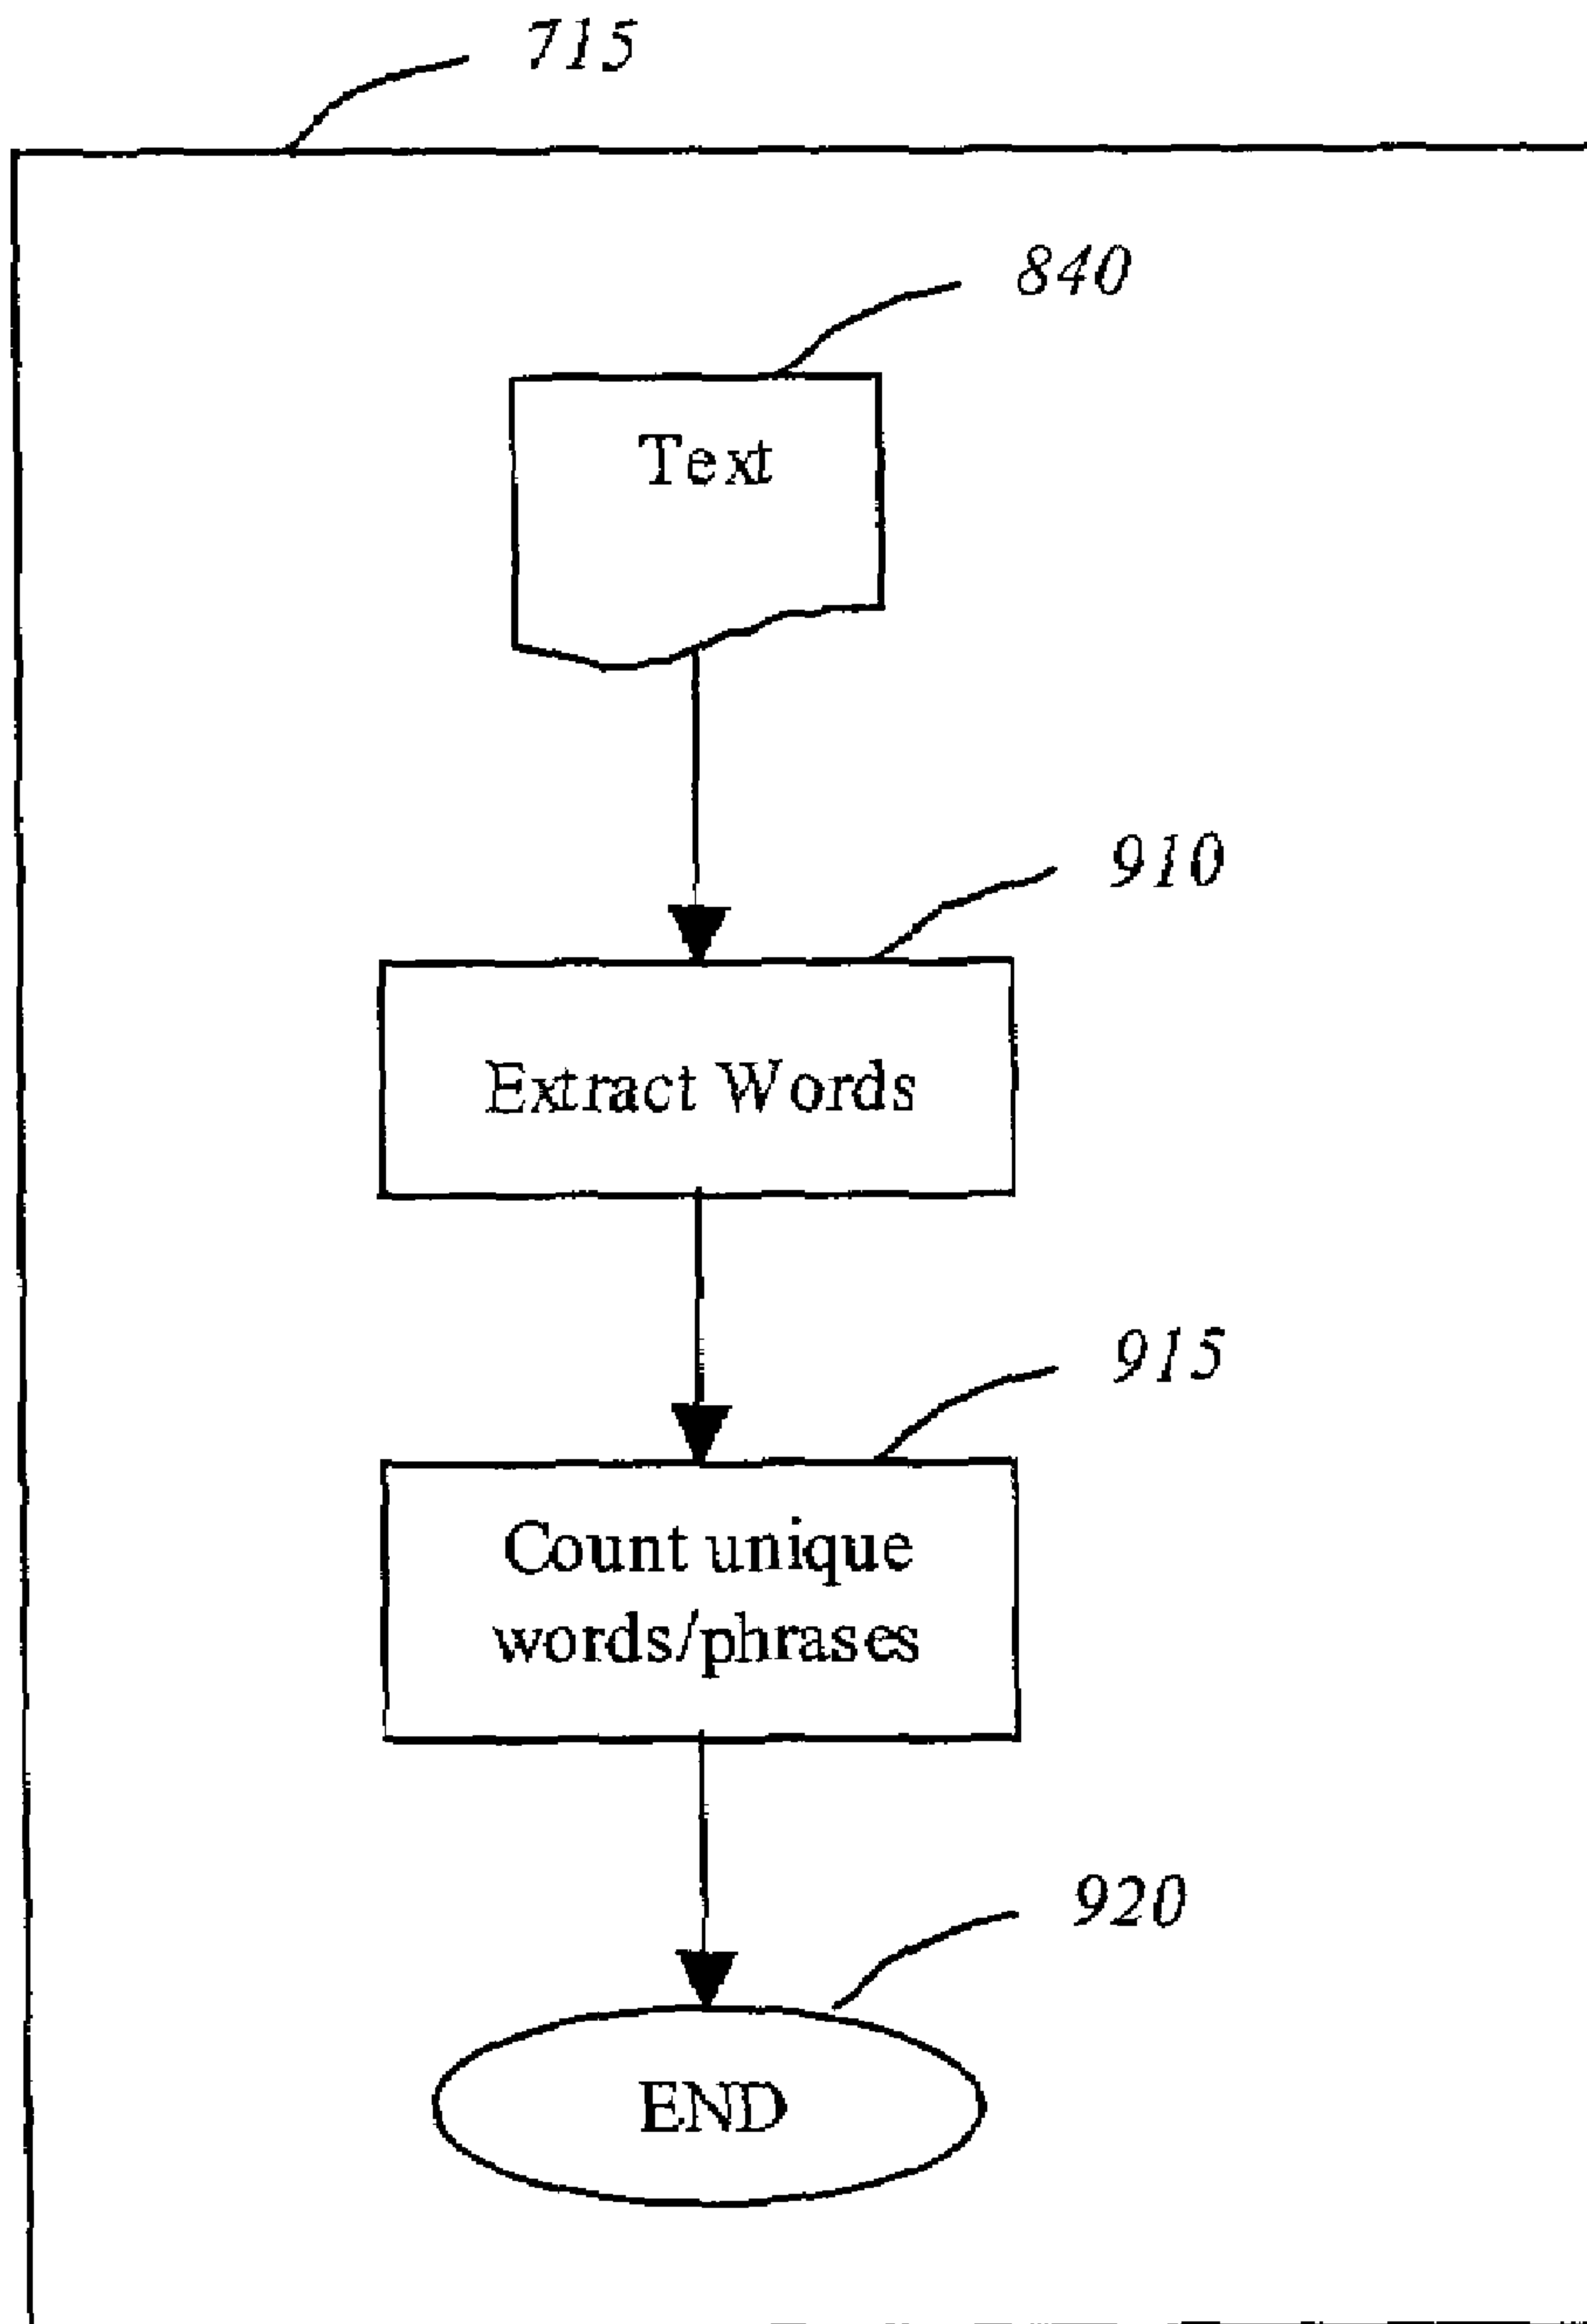 715
840
Text
910
Extract Words
915
Count unique
words/phrases
920
END